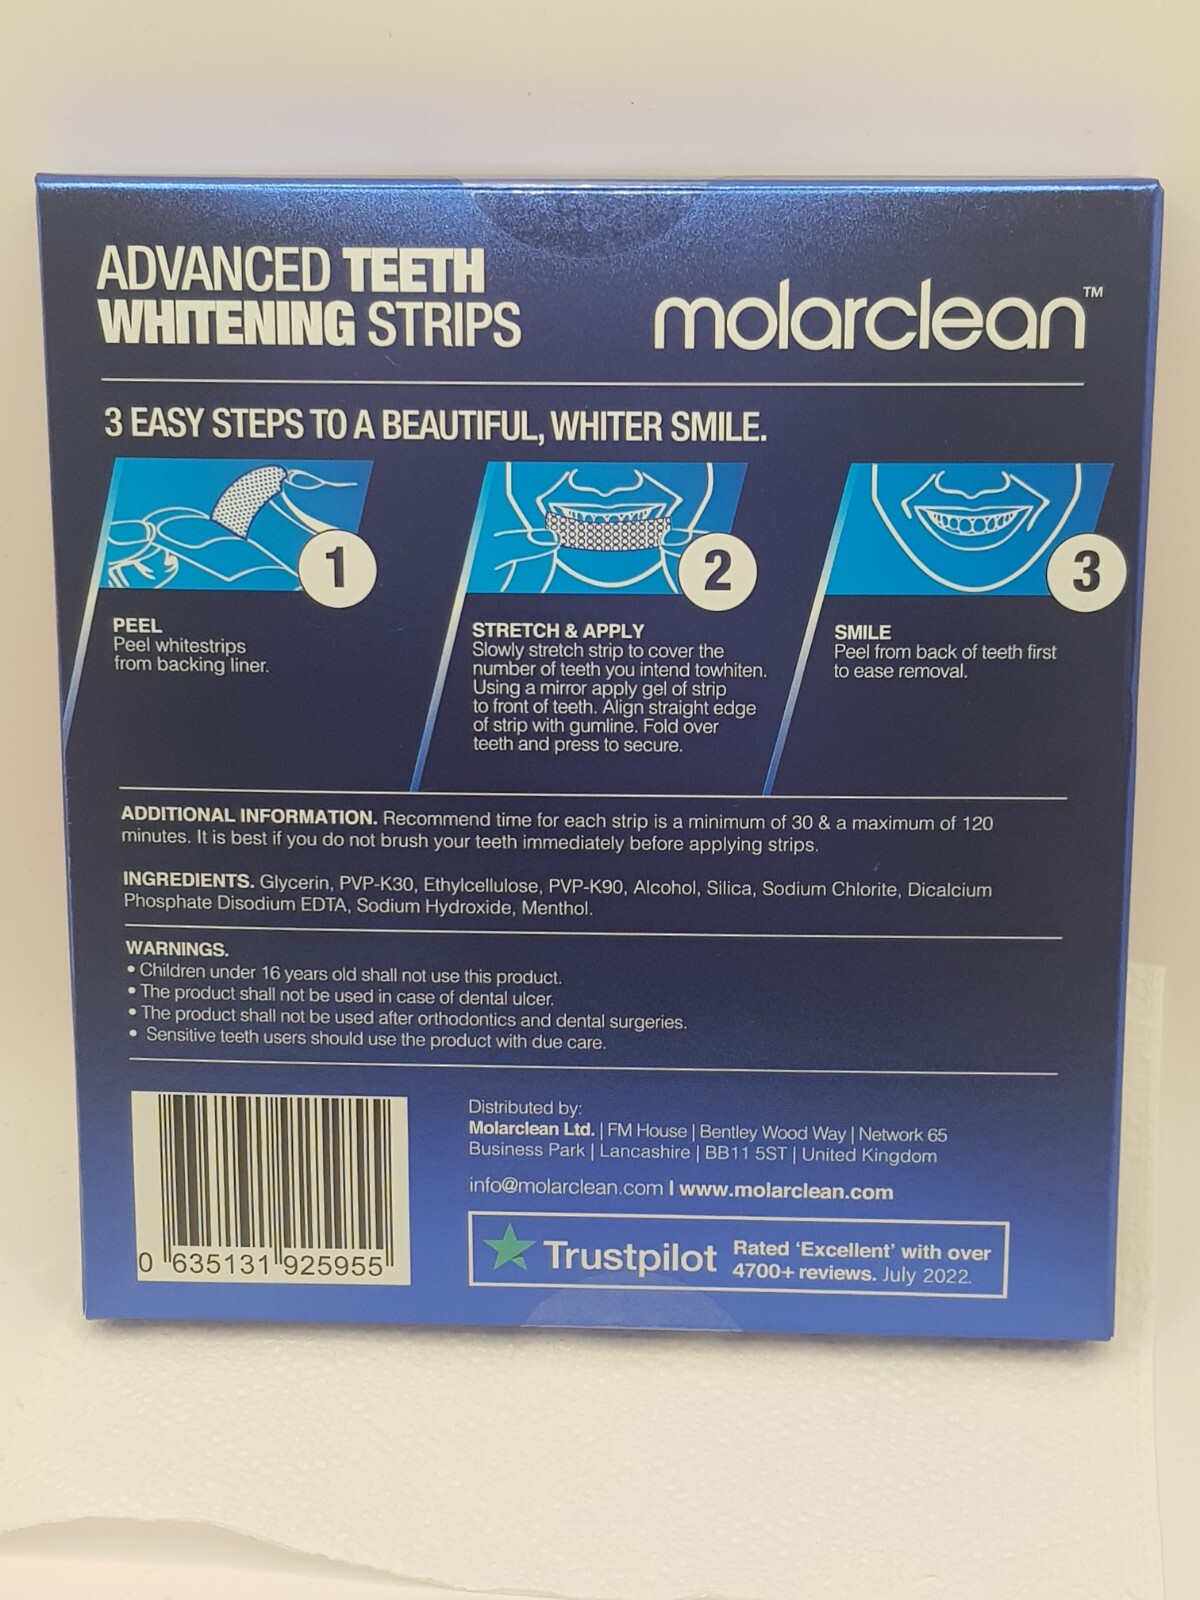 ADVANCED TEETH
WHITENING STRIPS
molarclean™
3 EASY STEPS TO A BEAUTIFUL, WHITER SMILE.
1
PEEL
Peel whitestrips
from backing liner.
2
STRETCH & APPLY
Slowly stretch strip to cover the
number of teeth you intend towhiten.
Using a mirror apply gel of strip
to front of teeth. Align straight edge
of strip with gumline. Fold over
teeth and press to secure.
3
SMILE
Peel from back of teeth first
to ease removal.
ADDITIONAL INFORMATION. Recommend time for each strip is a minimum of 30 & a maximum of 120
minutes. It is best if you do not brush your teeth immediately before applying strips.
INGREDIENTS. Glycerin, PVP-K30, Ethylcellulose, PVP-K90, Alcohol, Silica, Sodium Chlorite, Dicalcium
Phosphate Disodium EDTA, Sodium Hydroxide, Menthol.
WARNINGS.
• Children under 16 years old shall not use this product.
• The product shall not be used in case of dental ulcer.
• The product shall not be used after orthodontics and dental surgeries.
• Sensitive teeth users should use the product with due care.
0 635131 925955
Distributed by:
Molarclean Ltd. | FM House | Bentley Wood Way | Network 65
Business Park | Lancashire | BB11 5ST | United Kingdom
info@molarclean.com | www.molarclean.com
Trustpilot
Rated 'Excellent' with over
4700+ reviews. July 2022.